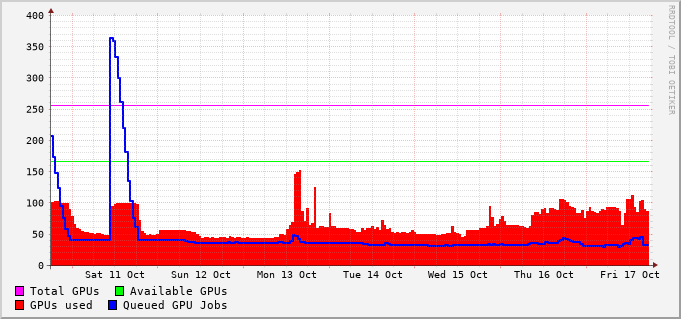 400
350
300
250
200
150
100
50
0
Sat 11 Oct Sun 12 Oct Mon 13 Oct Tue 14 Oct Wed 15 Oct Thu 16 Oct Fri 17 Oct
Total GPUs Available GPUs
GPUs used Queued GPU Jobs
RRDTOOL / TOBI OETIKER